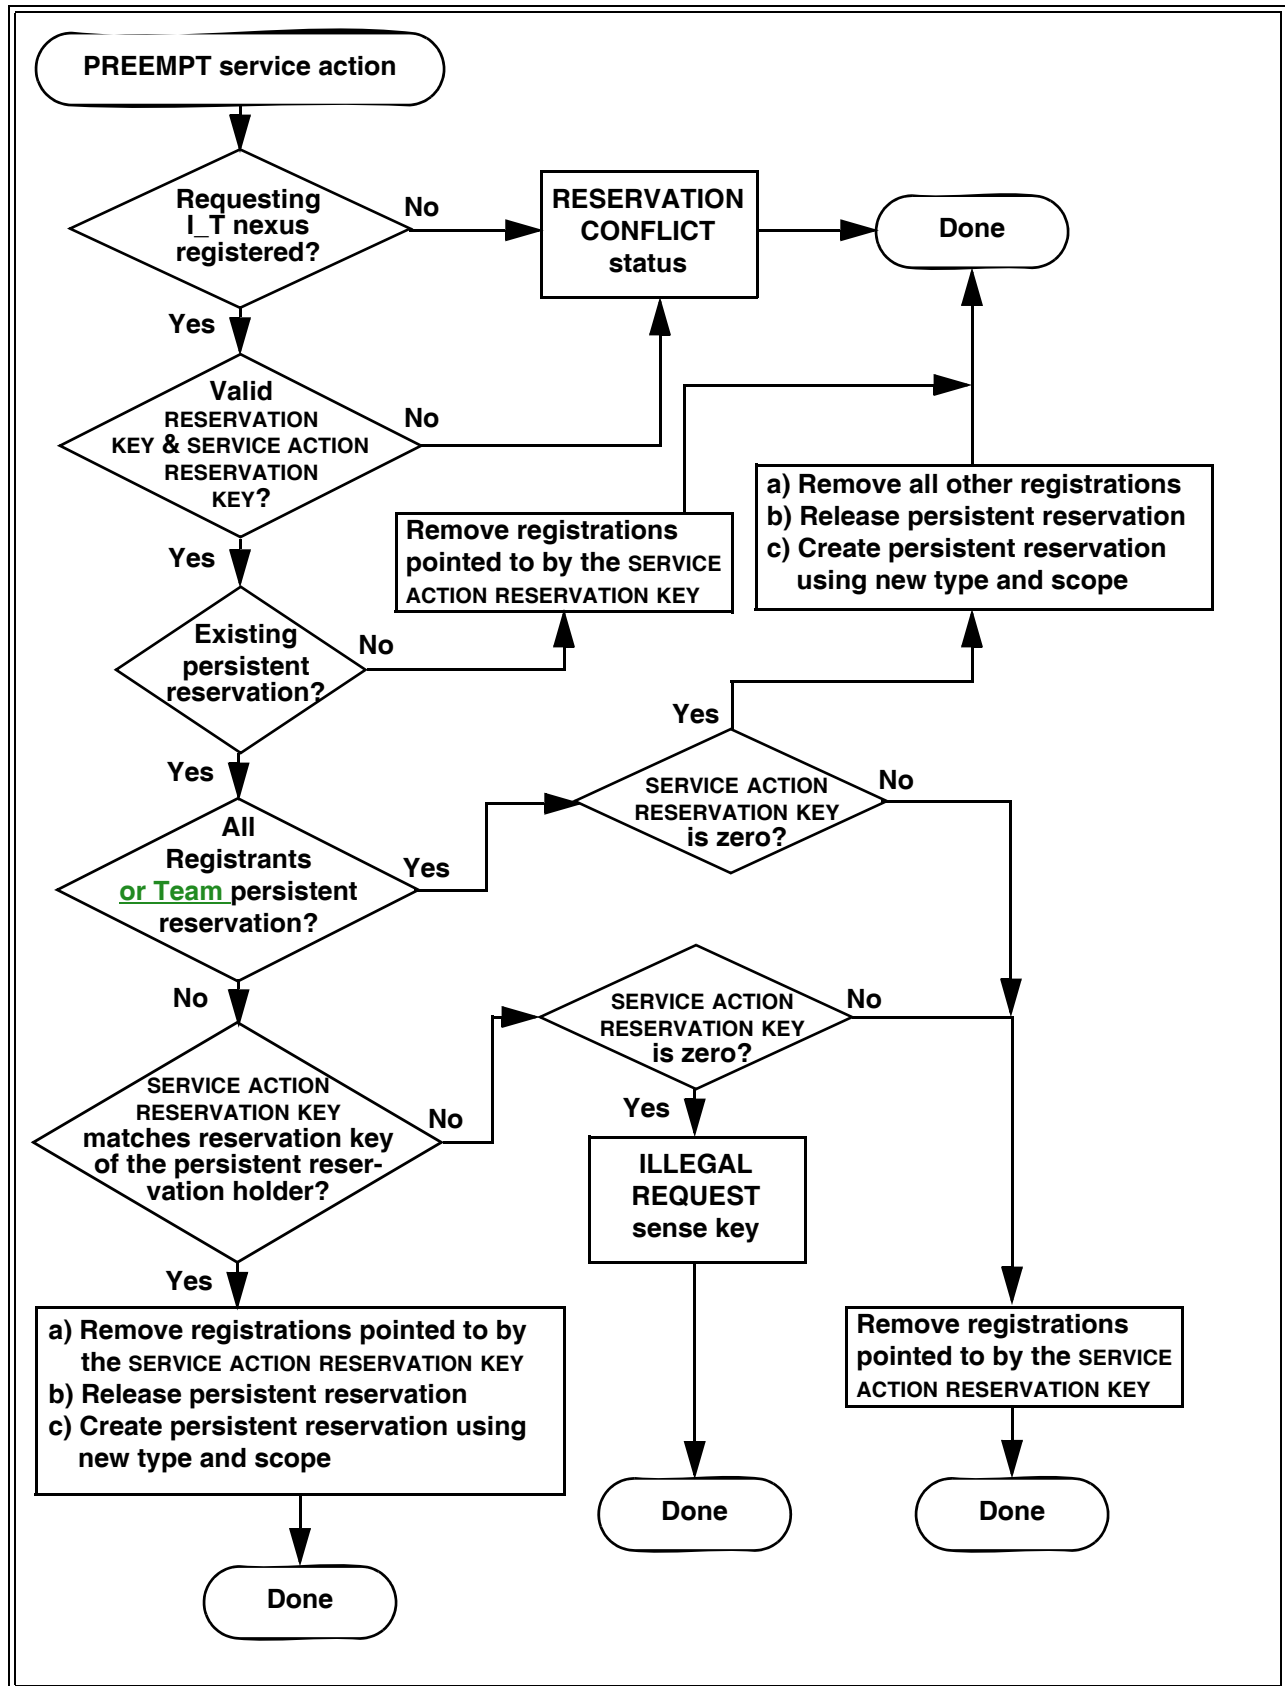 PREEMPT service action
Requesting
I_T nexus
registered?
No
RESERVATION
CONFLICT
status
Done
Yes
Valid
RESERVATION
KEY & SERVICE ACTION
RESERVATION
KEY?
No
Yes
Remove registrations
pointed to by the SERVICE
ACTION RESERVATION KEY
a) Remove all other registrations
b) Release persistent reservation
c) Create persistent reservation
using new type and scope
Existing
persistent
reservation?
No
Yes
All
Registrants
or Team persistent
reservation?
Yes
Yes
SERVICE ACTION
RESERVATION KEY
is zero?
No
No
SERVICE ACTION
RESERVATION KEY
is zero?
No
SERVICE ACTION
RESERVATION KEY
matches reservation key
of the persistent reser-
vation holder?
No
Yes
ILLEGAL
REQUEST
sense key
Yes
a) Remove registrations pointed to by
the SERVICE ACTION RESERVATION KEY
b) Release persistent reservation
c) Create persistent reservation using
new type and scope
Remove registrations
pointed to by the SERVICE
ACTION RESERVATION KEY
Done
Done
Done